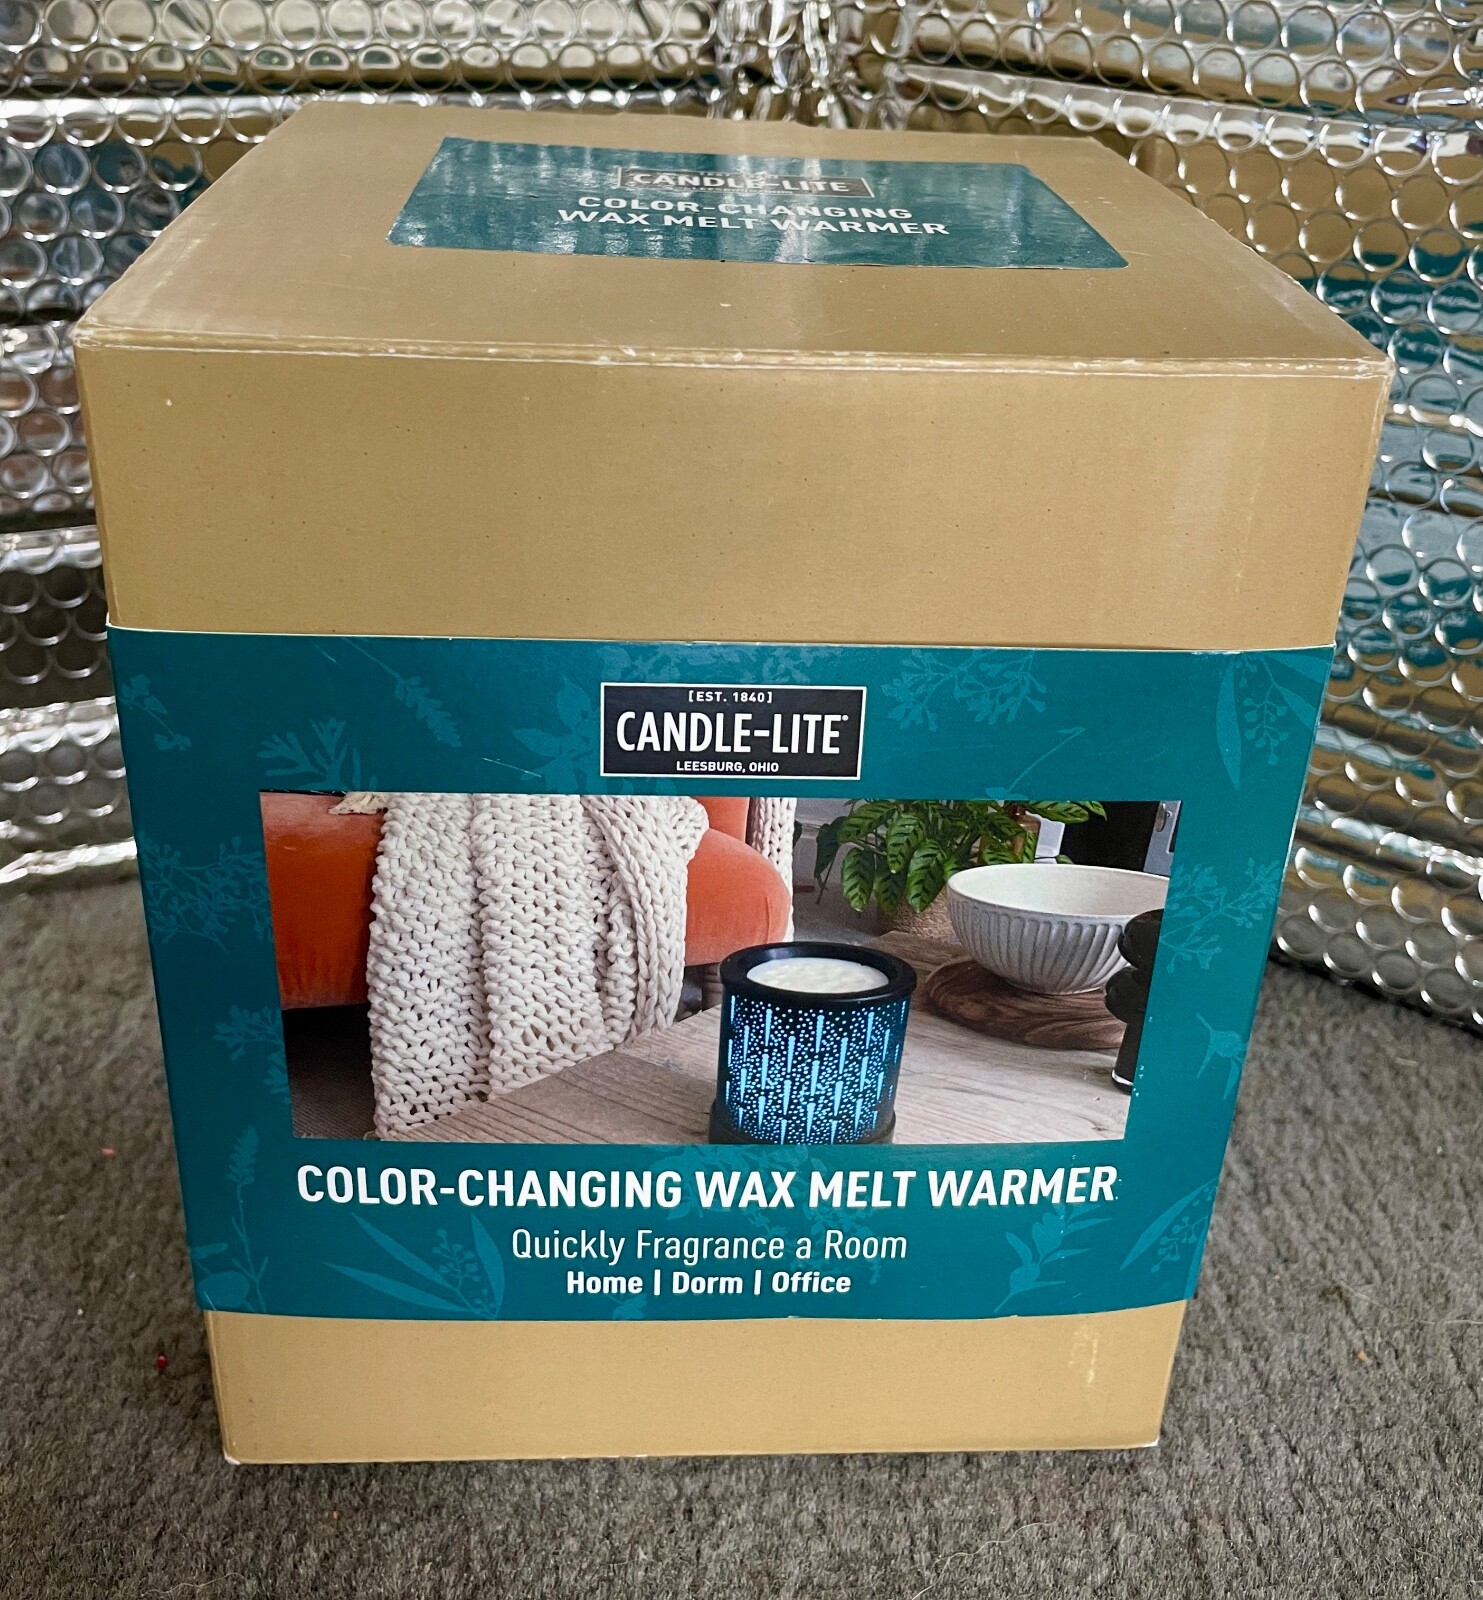 CANDLE-LITE
COLOR-CHANGING
WAX MELT WARMER
[EST. 1840]
CANDLE-LITE®
LEESBURG, OHIO
COLOR-CHANGING WAX MELT WARMER
Quickly Fragrance a Room
Home | Dorm | Office